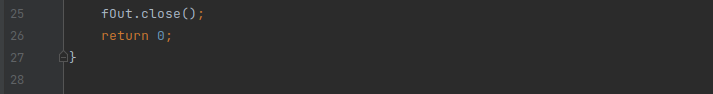 25 fOut.close();
26 return 0;
27 }
28